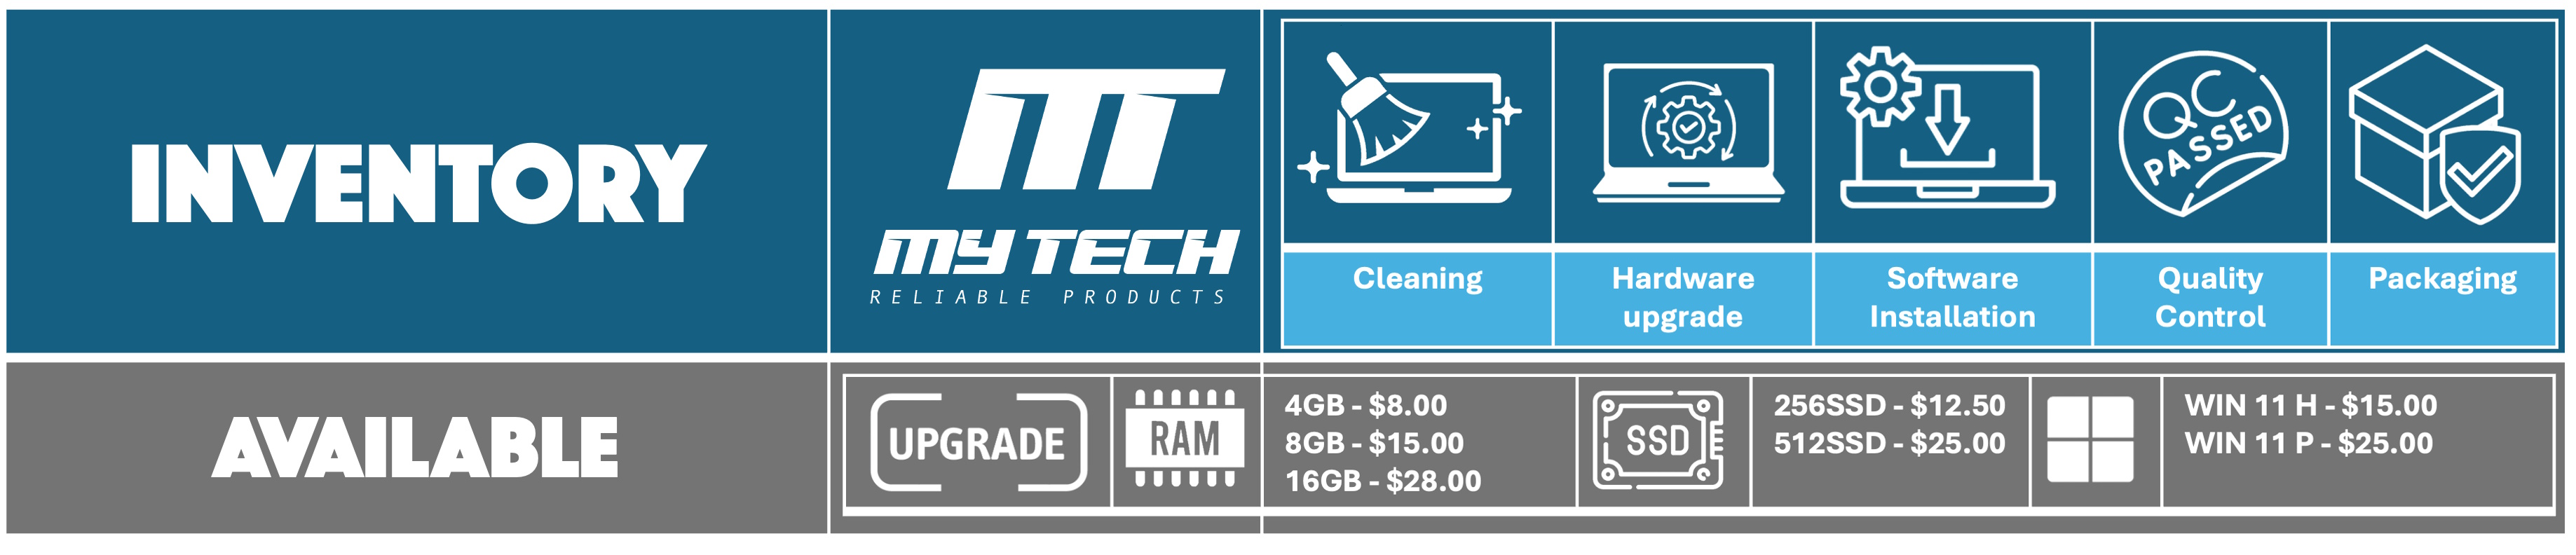 INVENTORY
MY TECH
RELIABLE PRODUCTS
QC
PASSED
Cleaning
Hardware
upgrade
Software
Installation
Quality
Control
Packaging
AVAILABLE
UPGRADE
RAM
4GB - $8.00
8GB - $15.00
16GB - $28.00
SSD
256SSD - $12.50
512SSD - $25.00
WIN 11 H - $15.00
WIN 11 P - $25.00